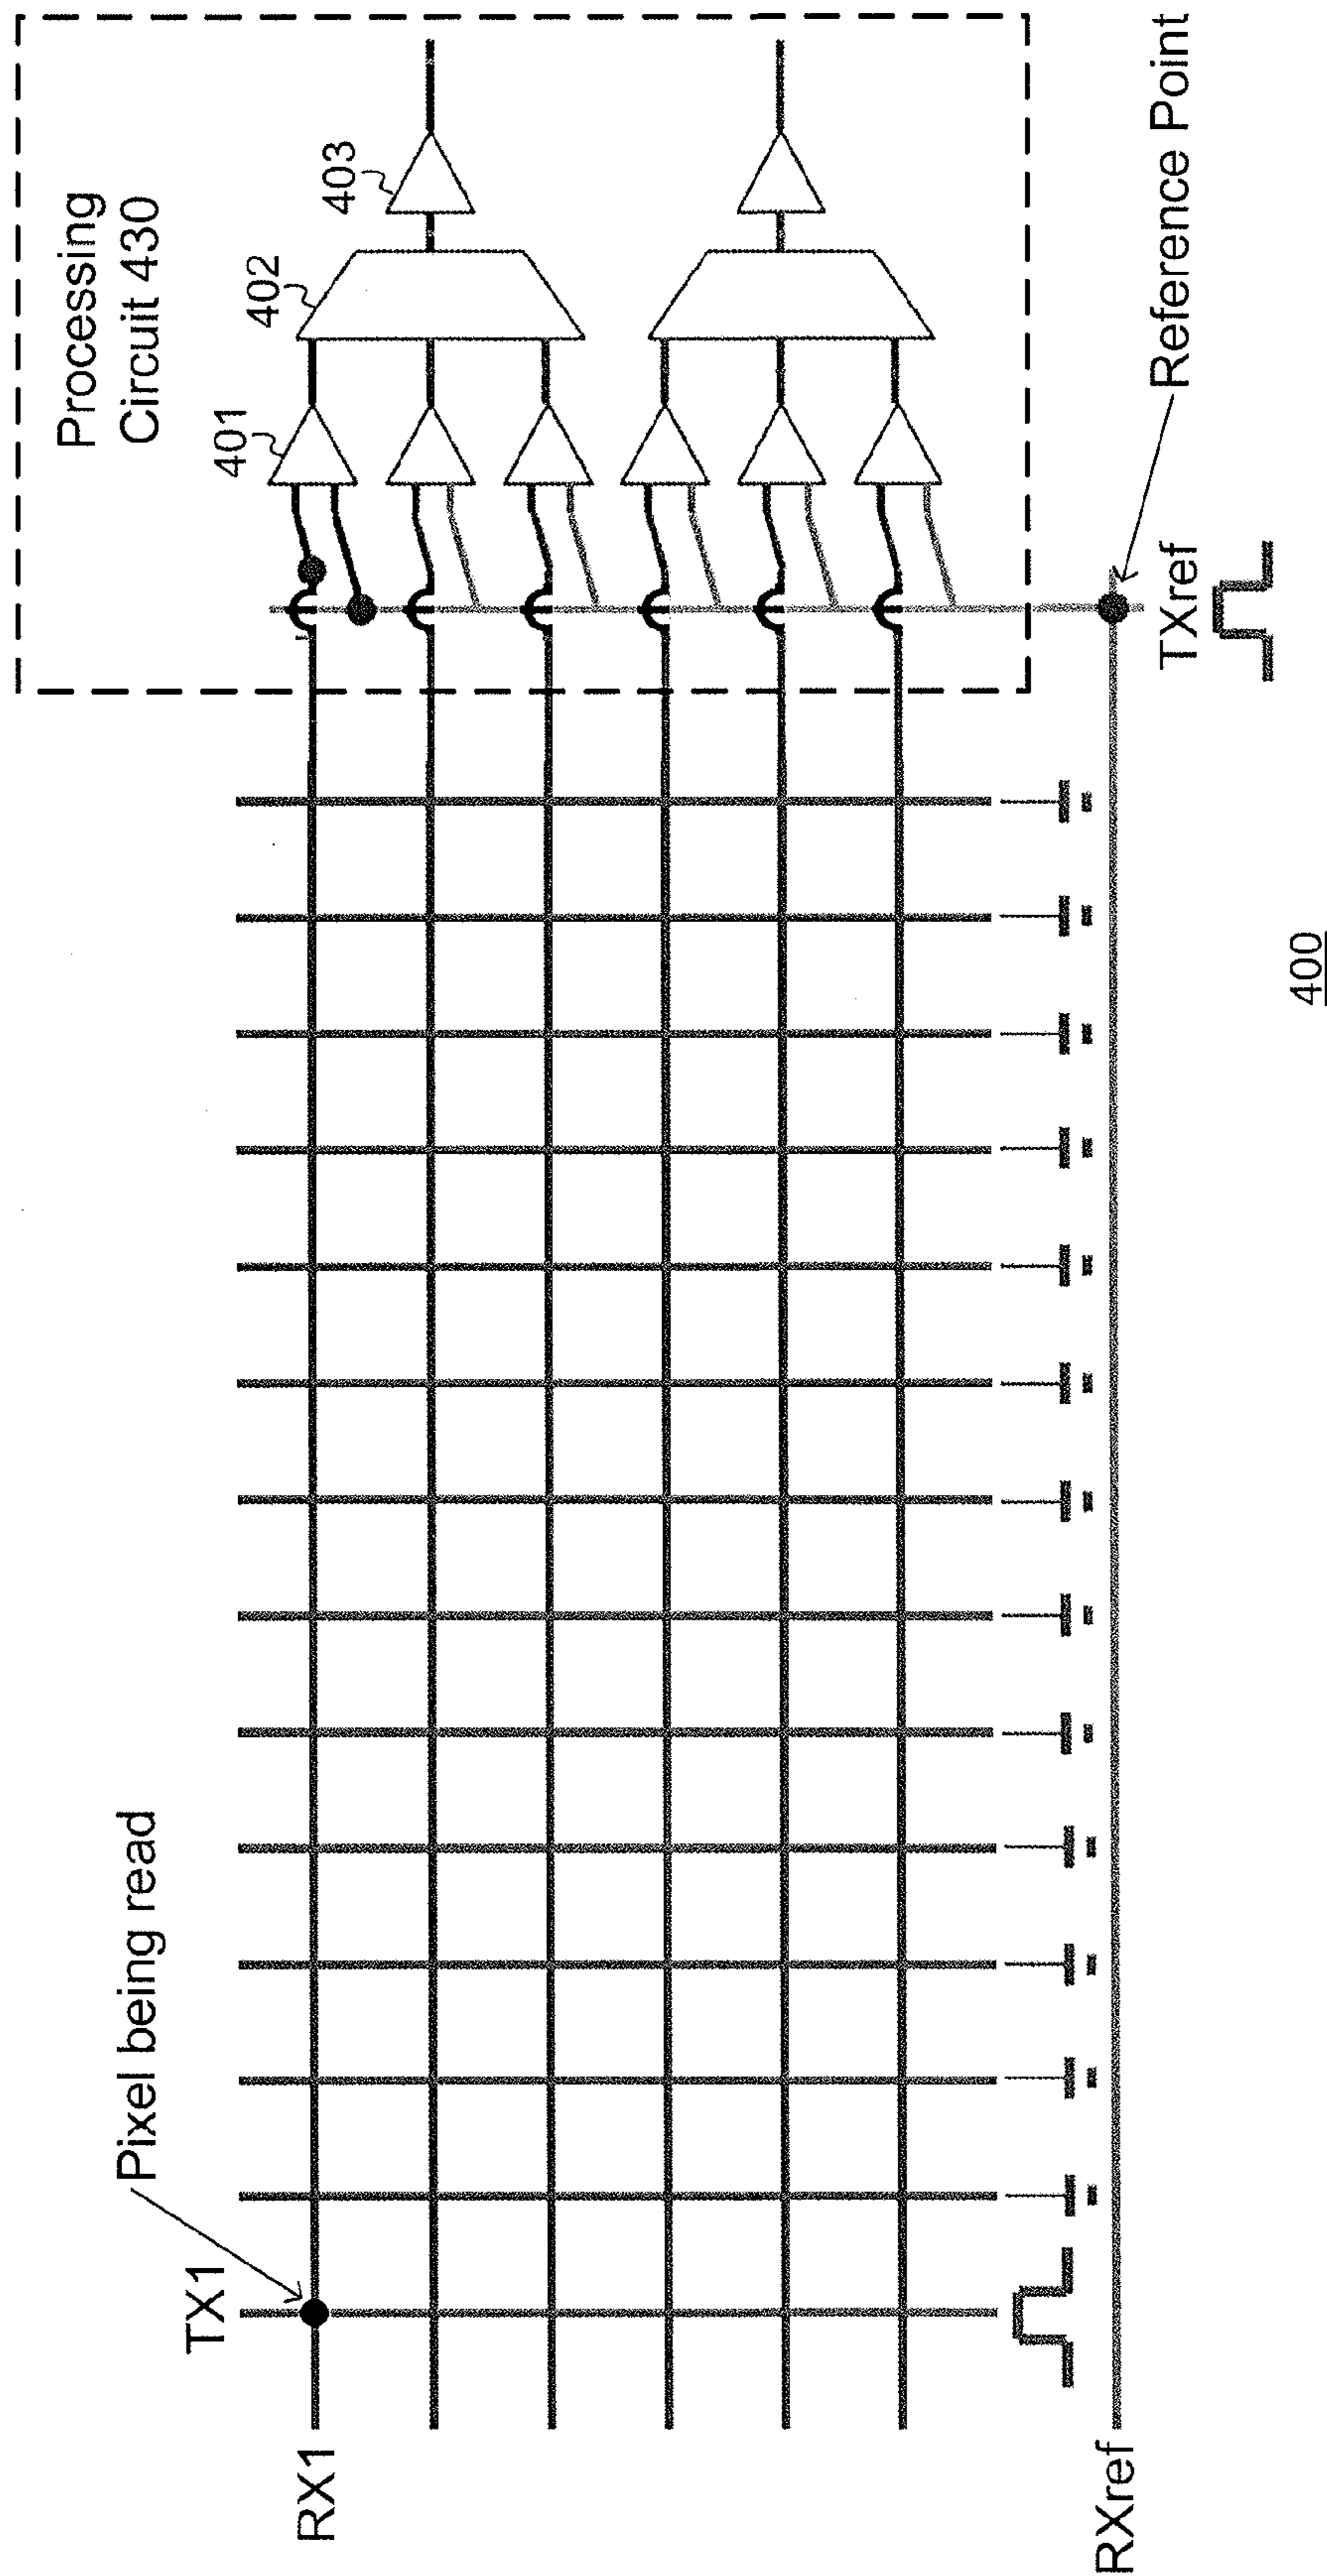 Processing
Circuit 430
401
402
403
Pixel being read
TX1
RX1
RXref
TXref
Reference Point
400